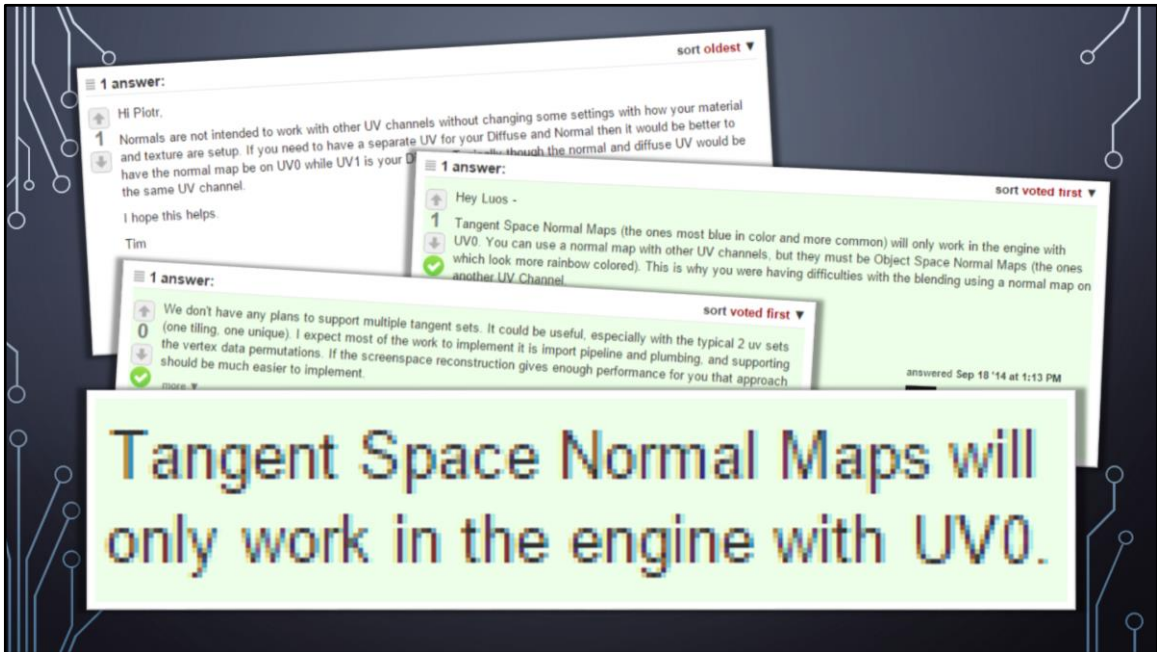 sort oldest ▼
1 answer:
Hi Piotr,
1
Normals are not intended to work with other UV channels without changing some settings with how your material
and texture are setup. If you need to have a separate UV for your Diffuse and Normal then it would be better to
have the normal map be on UV0 while UV1 is your though the normal and diffuse UV would be
the same UV channel.
I hope this helps.
Tim
1 answer:
sort voted first ▼
Hey Luos -
1
Tangent Space Normal Maps (the ones most blue in color and more common) will only work in the engine with
UV0. You can use a normal map with other UV channels, but they must be Object Space Normal Maps (the ones
which look more rainbow colored). This is why you were having difficulties with the blending using a normal map on
another UV Channel.
answered Sep 18 '14 at 1:13 PM
1 answer:
sort voted first ▼
0
We don't have any plans to support multiple tangent sets. It could be useful, especially with the typical 2 uv sets
(one tiling, one unique). I expect most of the work to implement it is import pipeline and plumbing, and supporting
the vertex data permutations. If the screenspace reconstruction gives enough performance for you that approach
should be much easier to implement.
more ▼
Tangent Space Normal Maps will
only work in the engine with UV0.